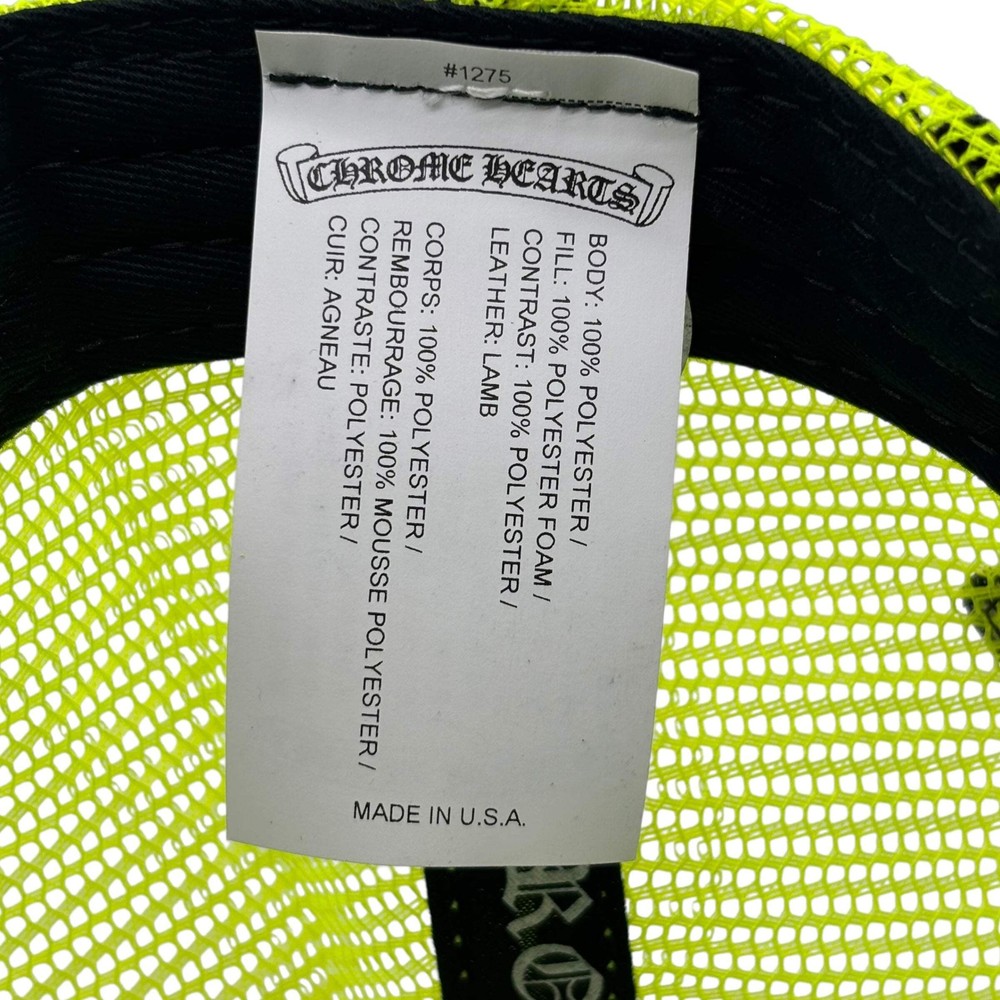 #1275
CHROME HEARTS
BODY: 100% POLYESTER /
FILL: 100% POLYESTER FOAM /
CONTRAST: 100% POLYESTER /
LEATHER: LAMB
CORPS: 100% POLYESTER /
REMBOURRAGE: 100% MOUSSE POLYESTER /
CONTRASTE: POLYESTER /
CUIR: AGNEAU
MADE IN U.S.A.